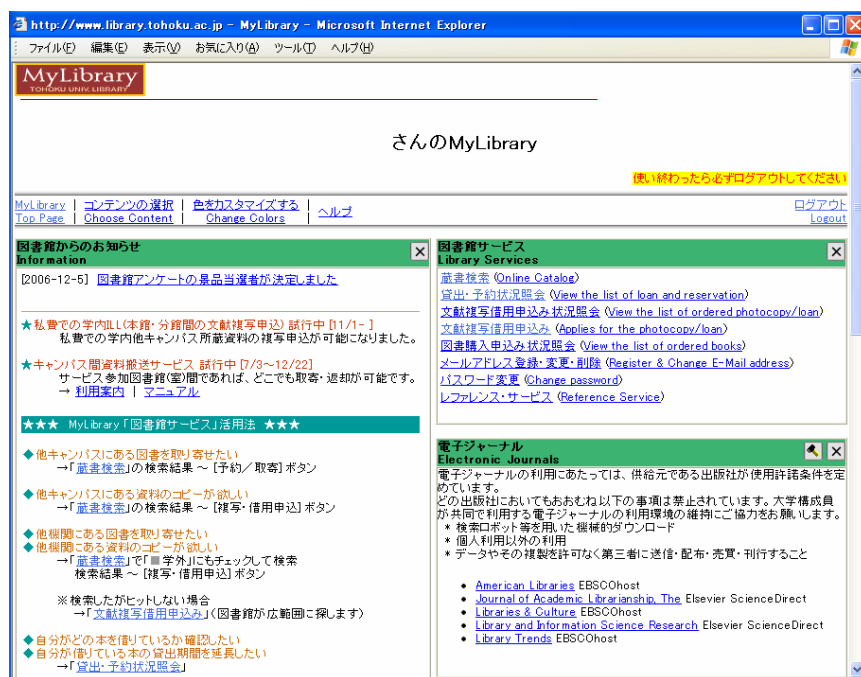 http://www.library.tohoku.ac.jp - MyLibrary - Microsoft Internet Explorer
ファイル(F) 編集(E) 表示(V) お気に入り(A) ツール(T) ヘルプ(H)
MyLibrary
TOHOKU UNIV. LIBRARY
さんのMyLibrary
使い終わったら必ずログアウトしてください
MyLibrary | コンテンツの選択 | 色をカスタマイズする | ヘルプ ログアウト
Top Page | Choose Content | Change Colors | Logout
図書館からのお知らせ
Information
[2006-12-5] 図書館アンケートの景品当選者が決定しました
★私費での学内ILL(本館・分館間の文献複写申込) 試行中 [11/1- ]
私費での学内他キャンパス所蔵資料の複写申込が可能になりました。
★キャンパス間資料搬送サービス 試行中 [7/3～12/22]
サービス参加図書館(室)間であれば、どこでも取寄・返却が可能です。
→ 利用案内 | マニュアル
★★★ MyLibrary「図書館サービス」活用法 ★★★
◆他キャンパスにある図書を取り寄せたい
→「蔵書検索」の検索結果 ～ [予約／取寄] ボタン
◆他キャンパスにある資料のコピーが欲しい
→「蔵書検索」の検索結果 ～ [複写・借用申込] ボタン
◆他機関にある図書を取り寄せたい
◆他機関にある資料のコピーが欲しい
→「蔵書検索」で「■学外」にもチェックして検索
検索結果 ～ [複写・借用申込] ボタン
※検索したがヒットしない場合
→「文献複写借用申込み」(図書館が広範囲に探します)
◆自分がどの本を借りているか確認したい
◆自分が借りている本の貸出期間を延長したい
→「貸出・予約状況照会」
図書館サービス
Library Services
蔵書検索 (Online Catalog)
貸出・予約状況照会 (View the list of loan and reservation)
文献複写借用申込み状況照会 (View the list of ordered photocopy/loan)
文献複写借用申込み (Applies for the photocopy/loan)
図書購入申込み状況照会 (View the list of ordered books)
メールアドレス登録・変更・削除 (Register & Change E-Mail address)
パスワード変更 (Change password)
レファレンス・サービス (Reference Service)
電子ジャーナル
Electronic Journals
電子ジャーナルの利用にあたっては、供給元である出版社が使用許諾条件を定
めています。
どの出版社においてもおおむね以下の事項は禁止されています。大学構成員
が共同で利用する電子ジャーナルの利用環境の維持にご協力をお願いします。
* 検索ロボット等を用いた機械的ダウンロード
* 個人利用以外の利用
* データやその複製を許可なく第三者に送信・配布・売買・刊行すること
• American Libraries EBSCOhost
• Journal of Academic Librarianship, The Elsevier ScienceDirect
• Libraries & Culture EBSCOhost
• Library and Information Science Research Elsevier ScienceDirect
• Library Trends EBSCOhost